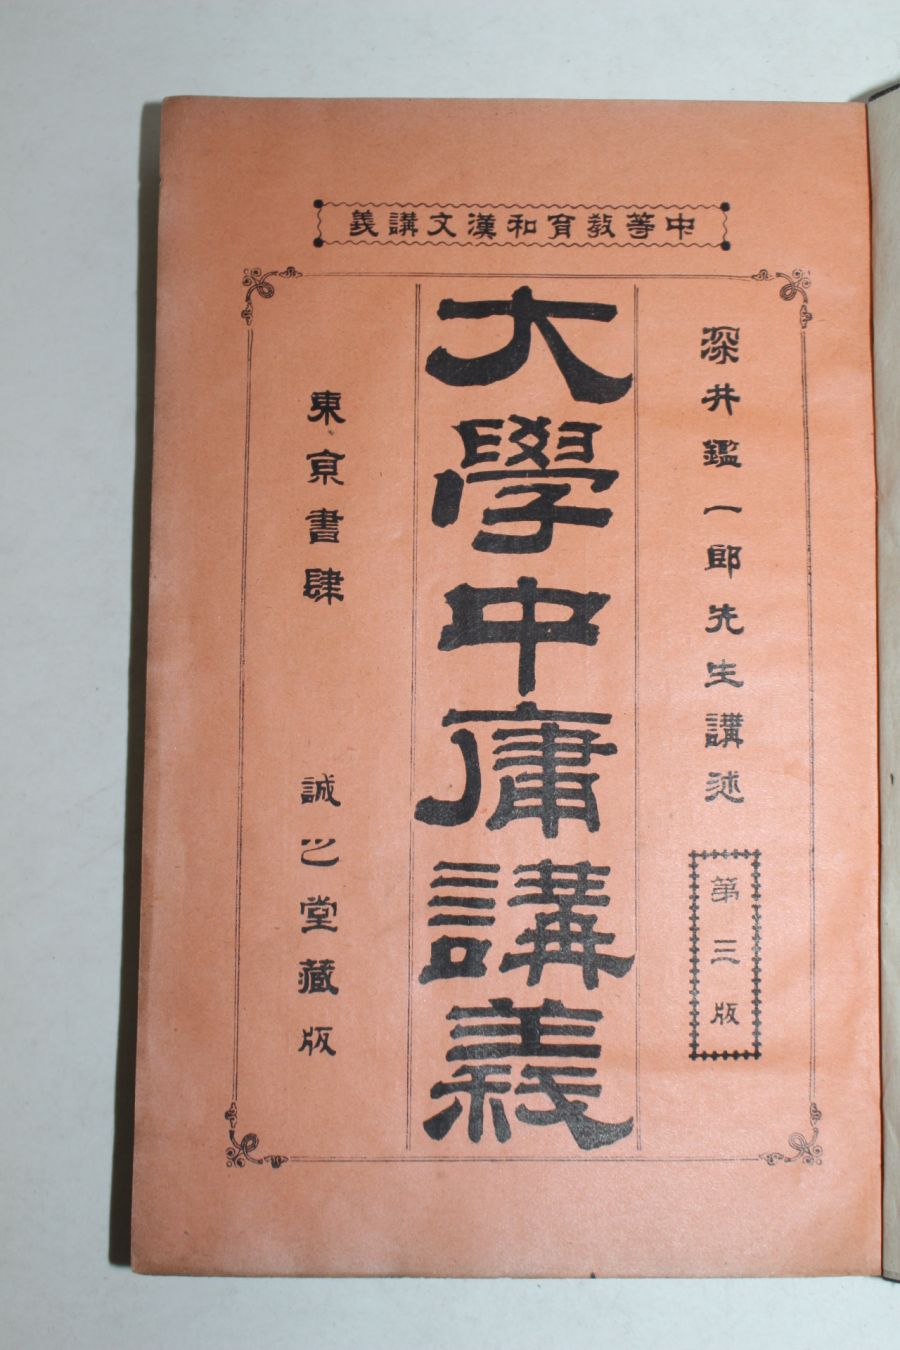 中等教育和漢文講義
深井鑑一郎先生講述
第三版
大學中庸講義
東京書肆 誠之堂藏版